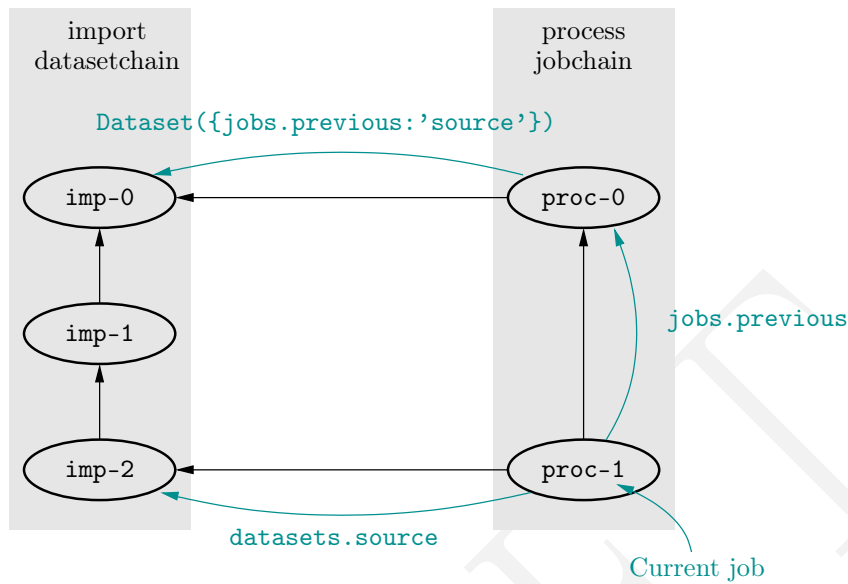 import
datasetchain
process
jobchain
Dataset({jobs.previous:’source’})
imp-0
proc-0
imp-1
jobs.previous
imp-2
proc-1
datasets.source
Current job